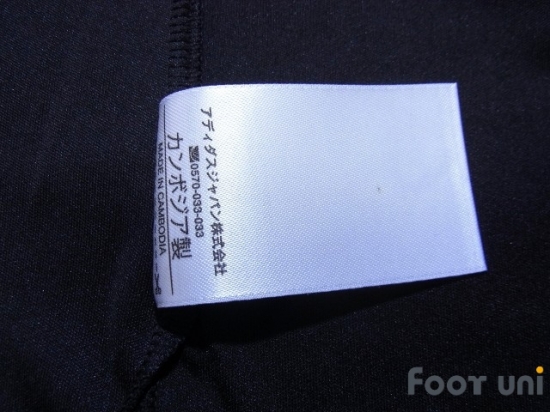 アディダスジャパン株式会社
0570-033-033
カンボジア製
MADE IN CAMBODIA
FOOT UNI